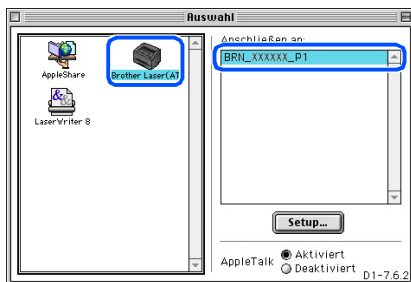 Auswahl
AppleShare
Brother Laser(AT
LaserWriter 8
Anschließen an:
BRN_XXXXXX_P1
Setup...
AppleTalk
Aktiviert
Deaktiviert
D1-7.6.2